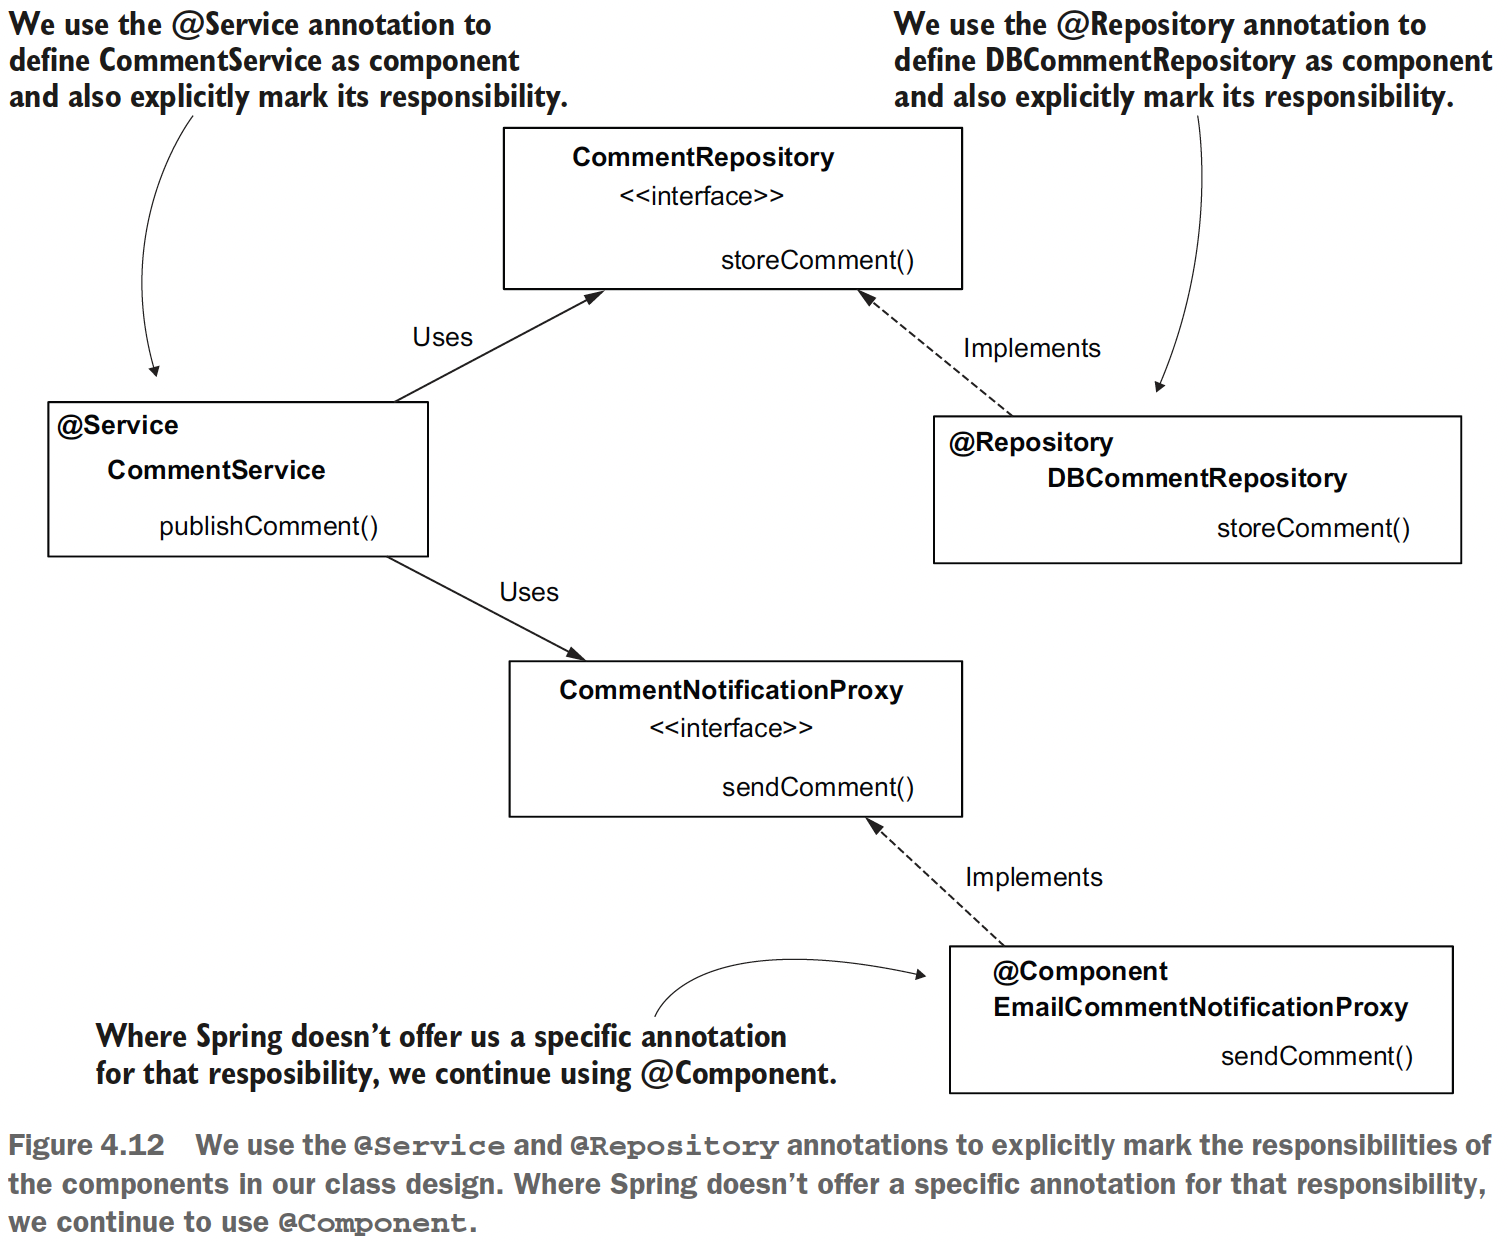 We use the @Service annotation to
define CommentService as component
and also explicitly mark its responsibility.
We use the @Repository annotation to
define DBCommentRepository as component
and also explicitly mark its responsibility.
CommentRepository
<<interface>>
storeComment()
Uses
Implements
@Service
CommentService
publishComment()
@Repository
DBCommentRepository
storeComment()
Uses
CommentNotificationProxy
<<interface>>
sendComment()
Implements
@Component
EmailCommentNotificationProxy
sendComment()
Where Spring doesn't offer us a specific annotation
for that resposibility, we continue using @Component.
Figure 4.12 We use the @Service and @Repository annotations to explicitly mark the responsibilities of
the components in our class design. Where Spring doesn't offer a specific annotation for that responsibility,
we continue to use @Component.